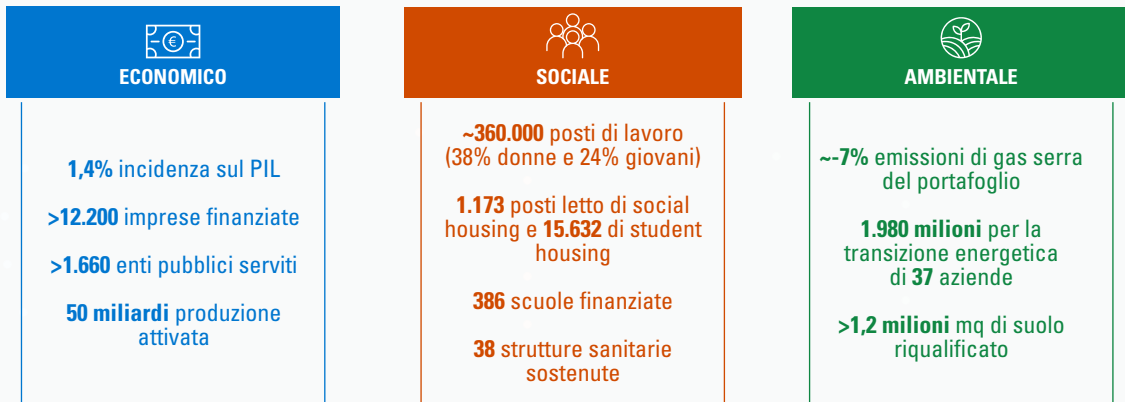 ECONOMICO
1,4% incidenza sul PIL
>12.200 imprese finanziate
>1.660 enti pubblici serviti
50 miliardi produzione
attivata
SOCIALE
~360.000 posti di lavoro
(38% donne e 24% giovani)
1.173 posti letto di social
housing e 15.632 di student
housing
386 scuole finanziate
38 strutture sanitarie
sostenute
AMBIENTALE
~-7% emissioni di gas serra
del portafoglio
1.980 milioni per la
transizione energetica
di 37 aziende
>1,2 milioni mq di suolo
riqualificato